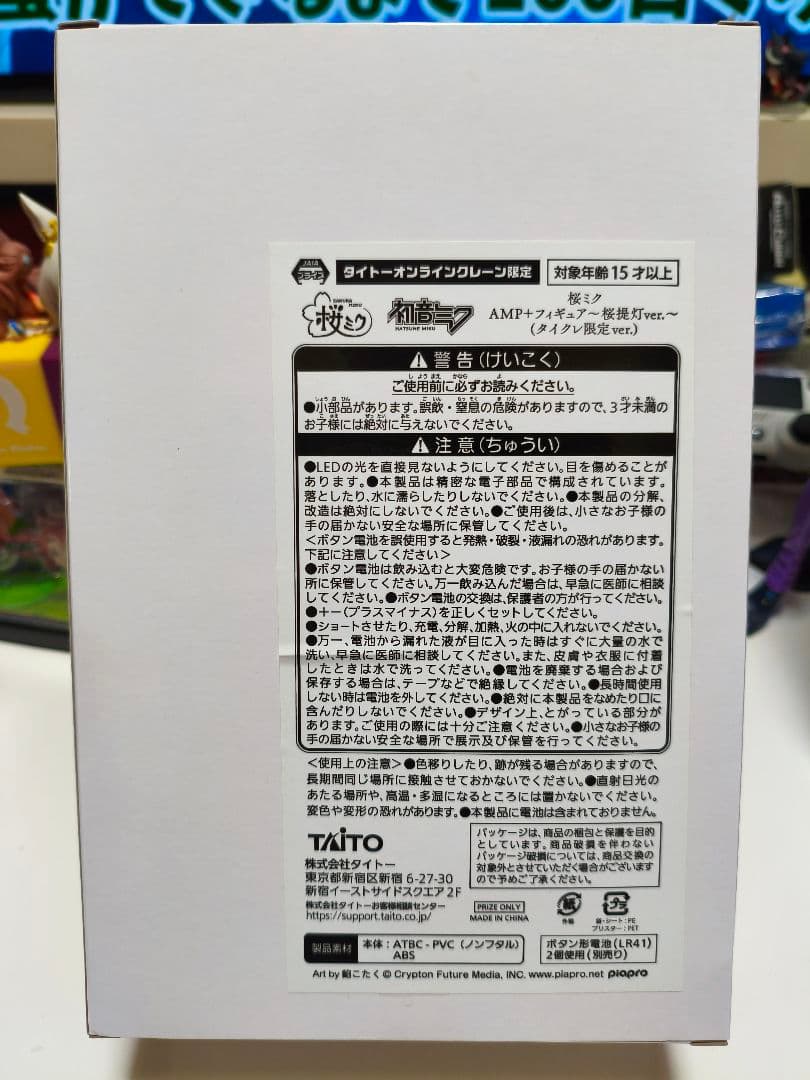 JAIA
プライズ
タイトーオンラインクレーン限定
対象年齢15才以上
SAKURA MIKU
桜ミク
初音ミク
HATSUNE MIKU
桜ミク
AMP+フィギュア～桜提灯ver.～
(タイクレ限定ver.)
警告(けいこく)
ご使用前に必ずお読みください。
●小部品があります。誤飲・窒息の危険がありますので、3才未満の
お子様には絶対に与えないでください。
注意(ちゅうい)
●LEDの光を直接見ないようにしてください。目を傷めることが
あります。●本製品は精密な電子部品で構成されています。
落としたり、水に濡らしたりしないでください。●本製品の分解、
改造は絶対にしないでください。●ご使用後は、小さなお子様の
手の届かない安全な場所に保管してください。
<ボタン電池を誤使用すると発熱・破裂・液漏れの恐れがあります。
下記に注意してください>
●ボタン電池は飲み込むと大変危険です。お子様の手の届かない
所に保管してください。万一飲み込んだ場合は、早急に医師に相談
してください。●ボタン電池の交換は、保護者の方が行ってください。
●+-(プラスマイナス)を正しくセットしてください。
●ショートさせたり、充電、分解、加熱、火の中に入れないでください。
●万一、電池から漏れた液が目に入った時はすぐに大量の水で
洗い、早急に医師に相談してください。また、皮膚や衣服に付着
したときは水で洗ってください。●電池を廃棄する場合および
保存する場合は、テープなどで絶縁してください。●長時間使用
しない時は電池を外してください。●絶対に本製品をなめたり口に
含んだりしないでください。●デザイン上、とがっている部分が
あります。ご使用の際には十分ご注意ください。●小さなお子様の
手の届かない安全な場所で展示及び保管を行ってください。
<使用上の注意>●色移りしたり、跡が残る場合がありますので、
長期間同じ場所に接触させておかないでください。●直射日光の
あたる場所や、高温・多湿になるところには置かないでください。
変色や変形の恐れがあります。●本製品に電池は含まれておりません。
TAITO
株式会社タイトー
東京都新宿区新宿 6-27-30
新宿イーストサイドスクエア 2F
株式会社タイトーお客様相談センター
https://support.taito.co.jp/
パッケージは、商品の梱包と保護を目的
としています。商品破損を伴わない
パッケージ破損については、商品交換の
対象外とさせていただく場合がございます
ので予めご了承ください。
PRIZE ONLY
MADE IN CHINA
紙
外箱
プラ
袋・シート:PE
ブリスター:PET
製品素材
本体:ATBC-PVC(ノンフタル)
ABS
ボタン形電池(LR41)
2個使用(別売り)
Art by 鮭こたく © Crypton Future Media, INC. www.piapro.net piapro